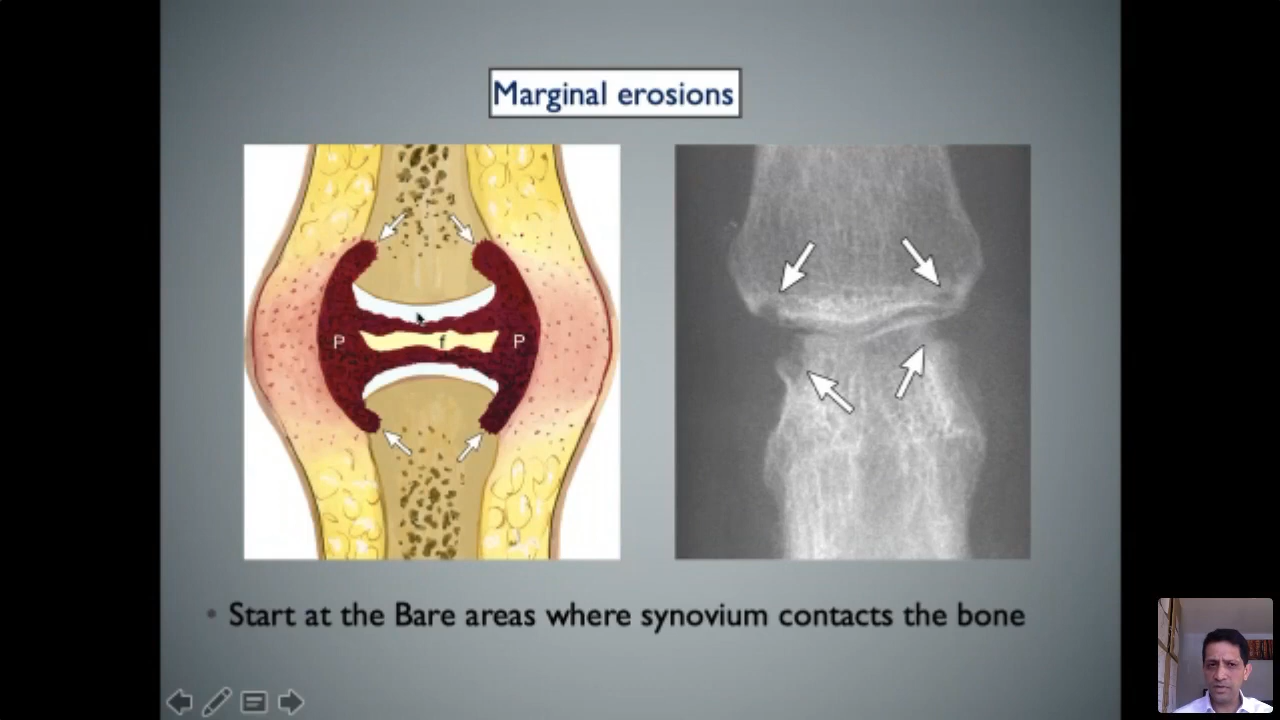 Marginal erosions
P
f
P
• Start at the Bare areas where synovium contacts the bone